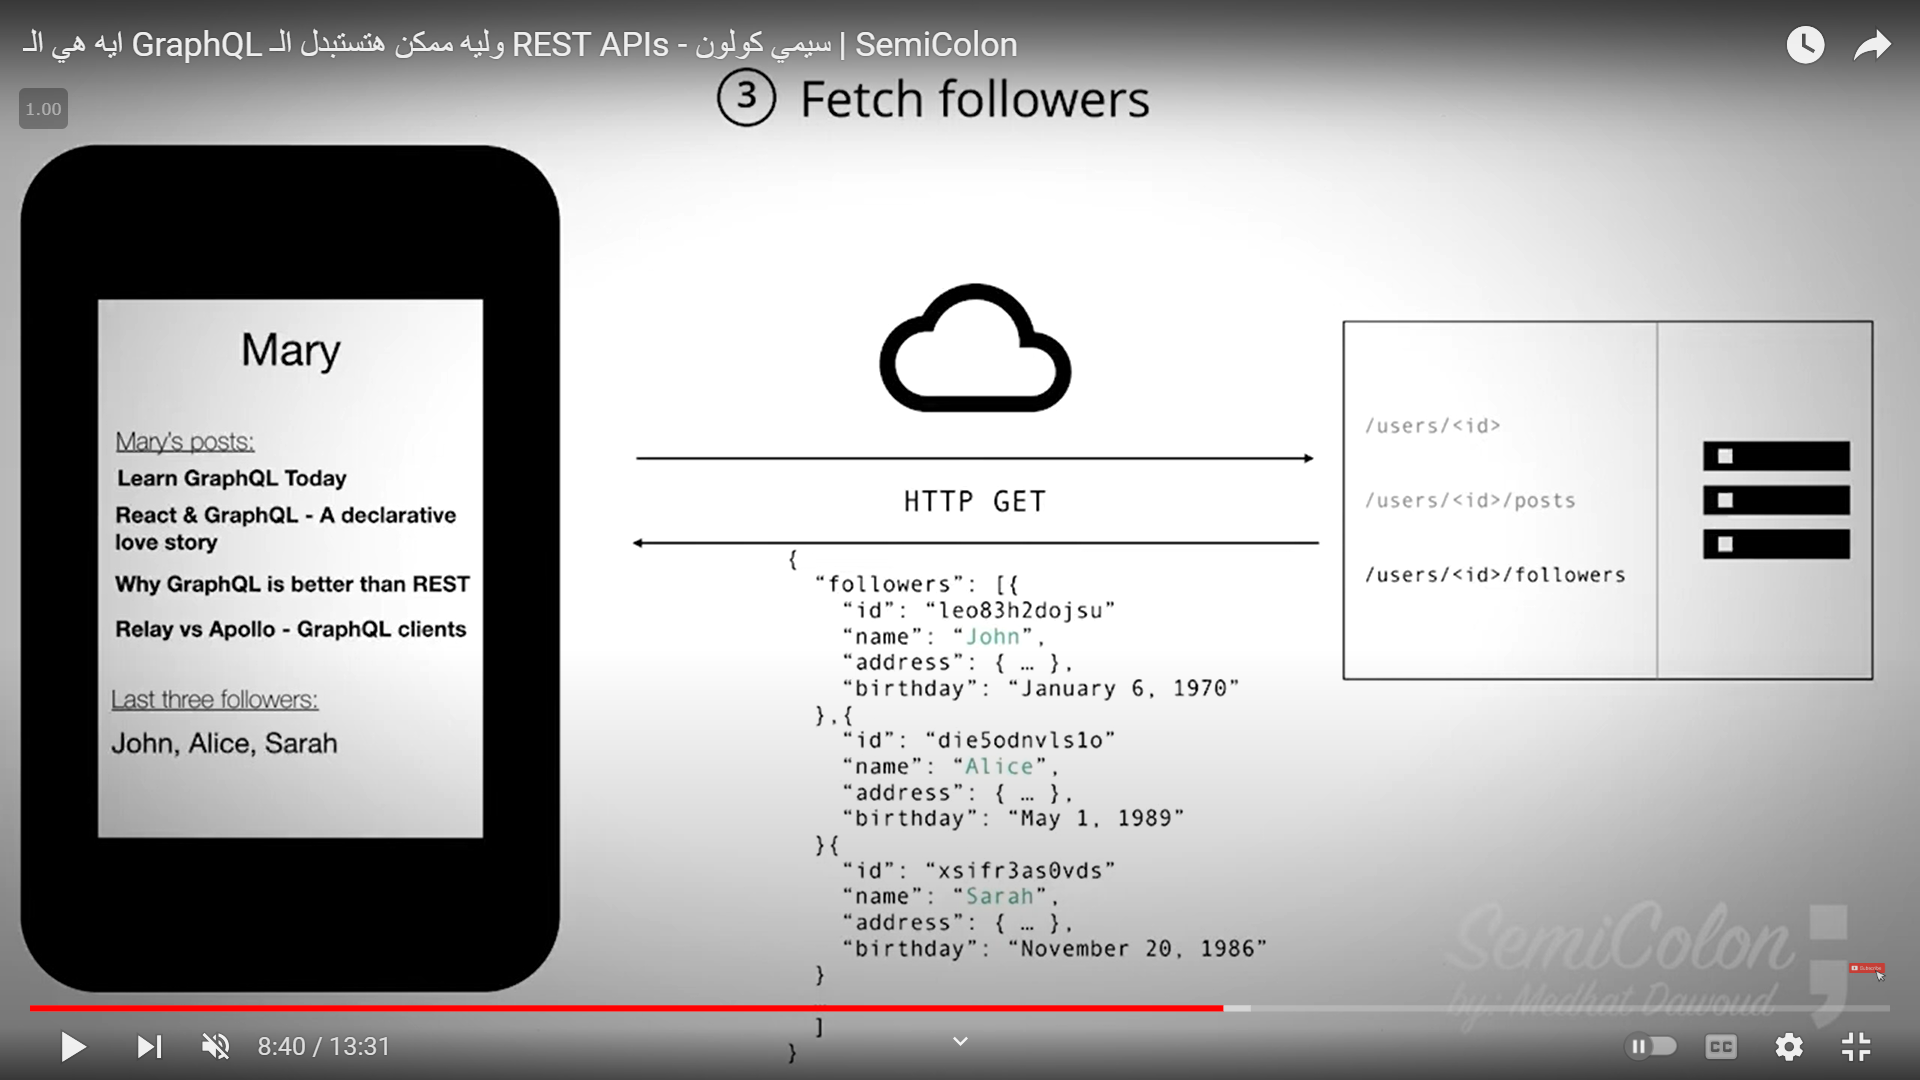 ايه هي الـ GraphQL وليه ممكن هتستبدل الـ REST APIs - سيمي كولون | SemiColon
1.00
3 Fetch followers
Mary
Mary's posts:
Learn GraphQL Today
React & GraphQL - A declarative
love story
Why GraphQL is better than REST
Relay vs Apollo - GraphQL clients
Last three followers:
John, Alice, Sarah
HTTP GET
{
“followers”: [{
“id”: “leo83h2dojsu”
“name”: “John”,
“address”: { … },
“birthday”: “January 6, 1970”
},{
“id”: “die5odnvls1o”
“name”: “Alice”,
“address”: { … },
“birthday”: “May 1, 1989”
}{
“id”: “xsifr3as0vds”
“name”: “Sarah”,
“address”: { … },
“birthday”: “November 20, 1986”
}
]
}
/users/<id>
/users/<id>/posts
/users/<id>/followers
SemiColon ;
by: Medhat Dawoud
Subscribe
8:40 / 13:31
CC